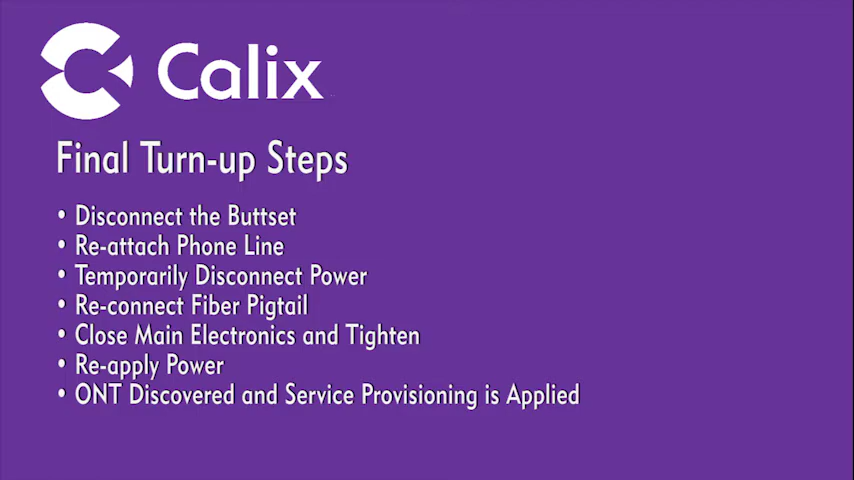 Calix
Final Turn-up Steps
• Disconnect the Buttset
• Re-attach Phone Line
• Temporarily Disconnect Power
• Re-connect Fiber Pigtail
• Close Main Electronics and Tighten
• Re-apply Power
• ONT Discovered and Service Provisioning is Applied